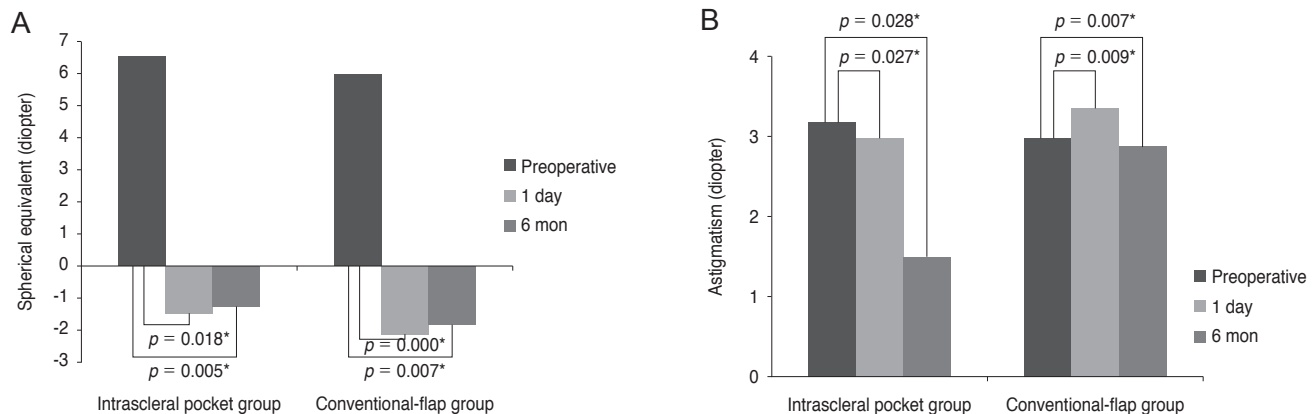 A
Spherical equivalent (diopter)
7
6
5
4
3
2
1
0
-1
-2
-3
p = 0.018*
p = 0.005*
p = 0.000*
p = 0.007*
Intrascleral pocket group
Conventional-flap group
Preoperative
1 day
6 mon
B
Astigmatism (diopter)
4
3
2
1
0
p = 0.028*
p = 0.027*
p = 0.007*
p = 0.009*
Intrascleral pocket group
Conventional-flap group
Preoperative
1 day
6 mon